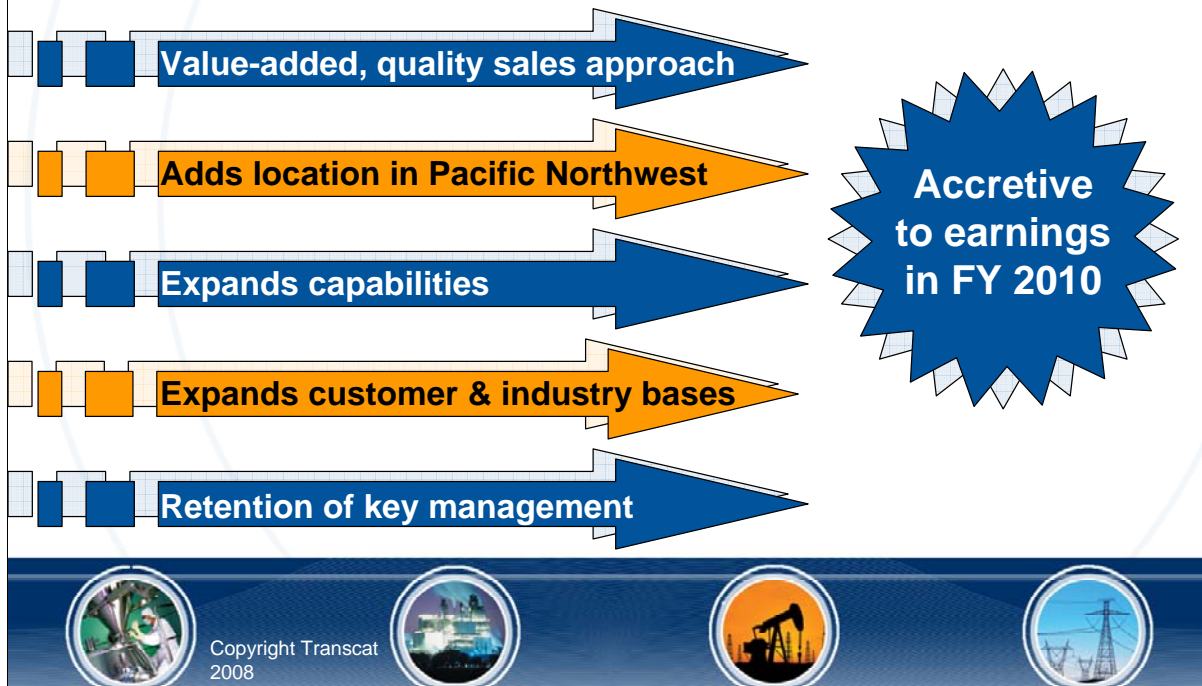 Value-added, quality sales approach
Adds location in Pacific Northwest
Expands capabilities
Expands customer & industry bases
Retention of key management
Accretive
to earnings
in FY 2010
Copyright Transcat
2008